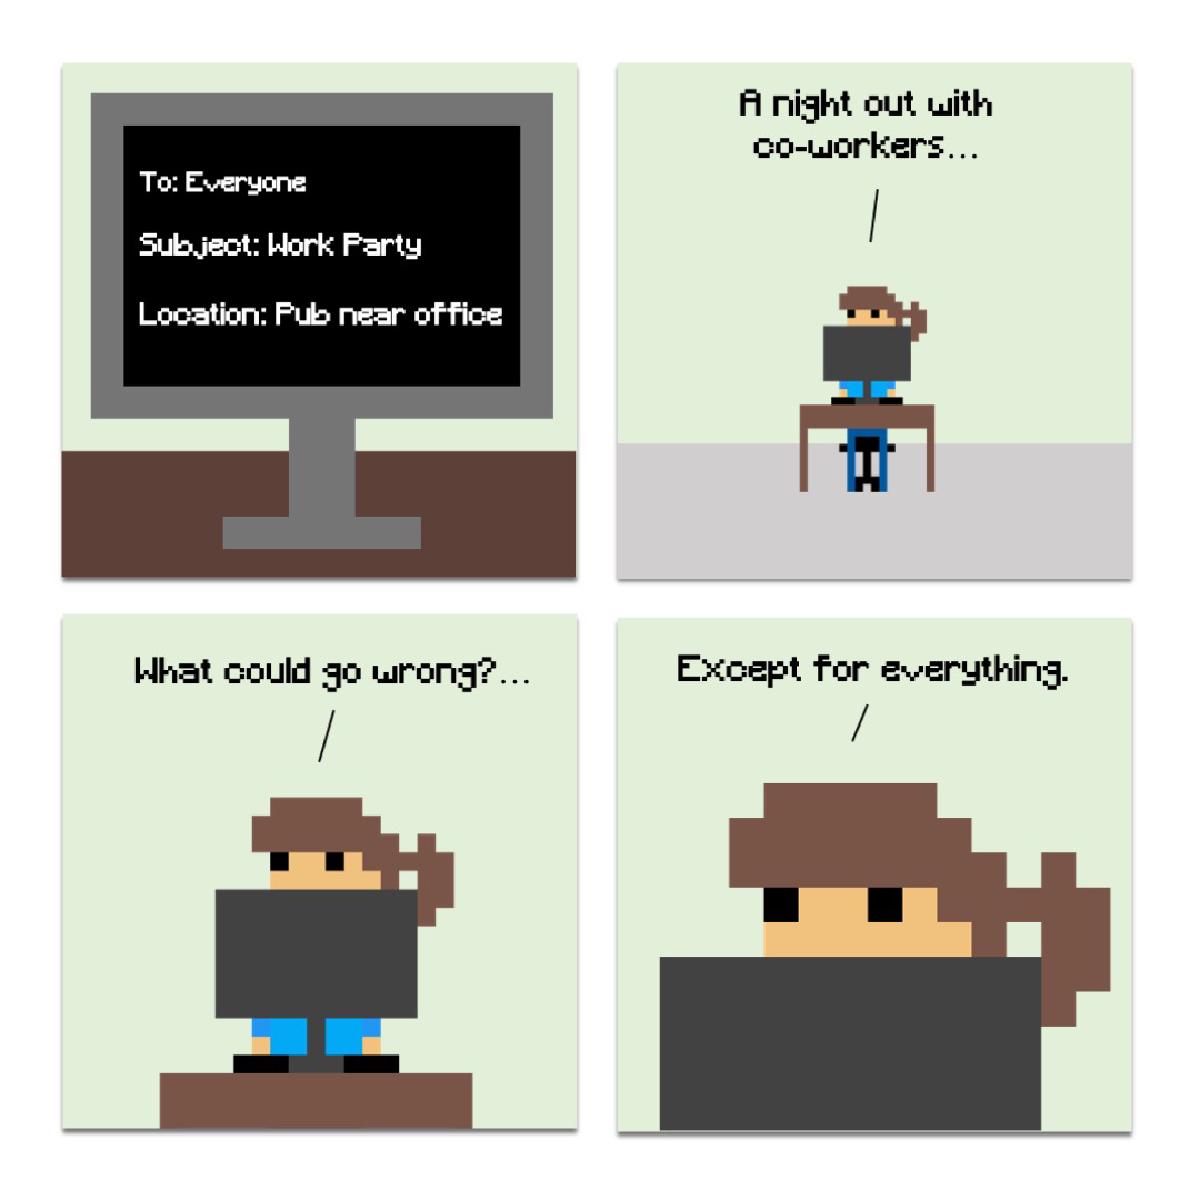 To: Everyone
Subject: Work Party
Location: Pub near office
A night out with
co-workers...
What could go wrong?...
Except for everything.